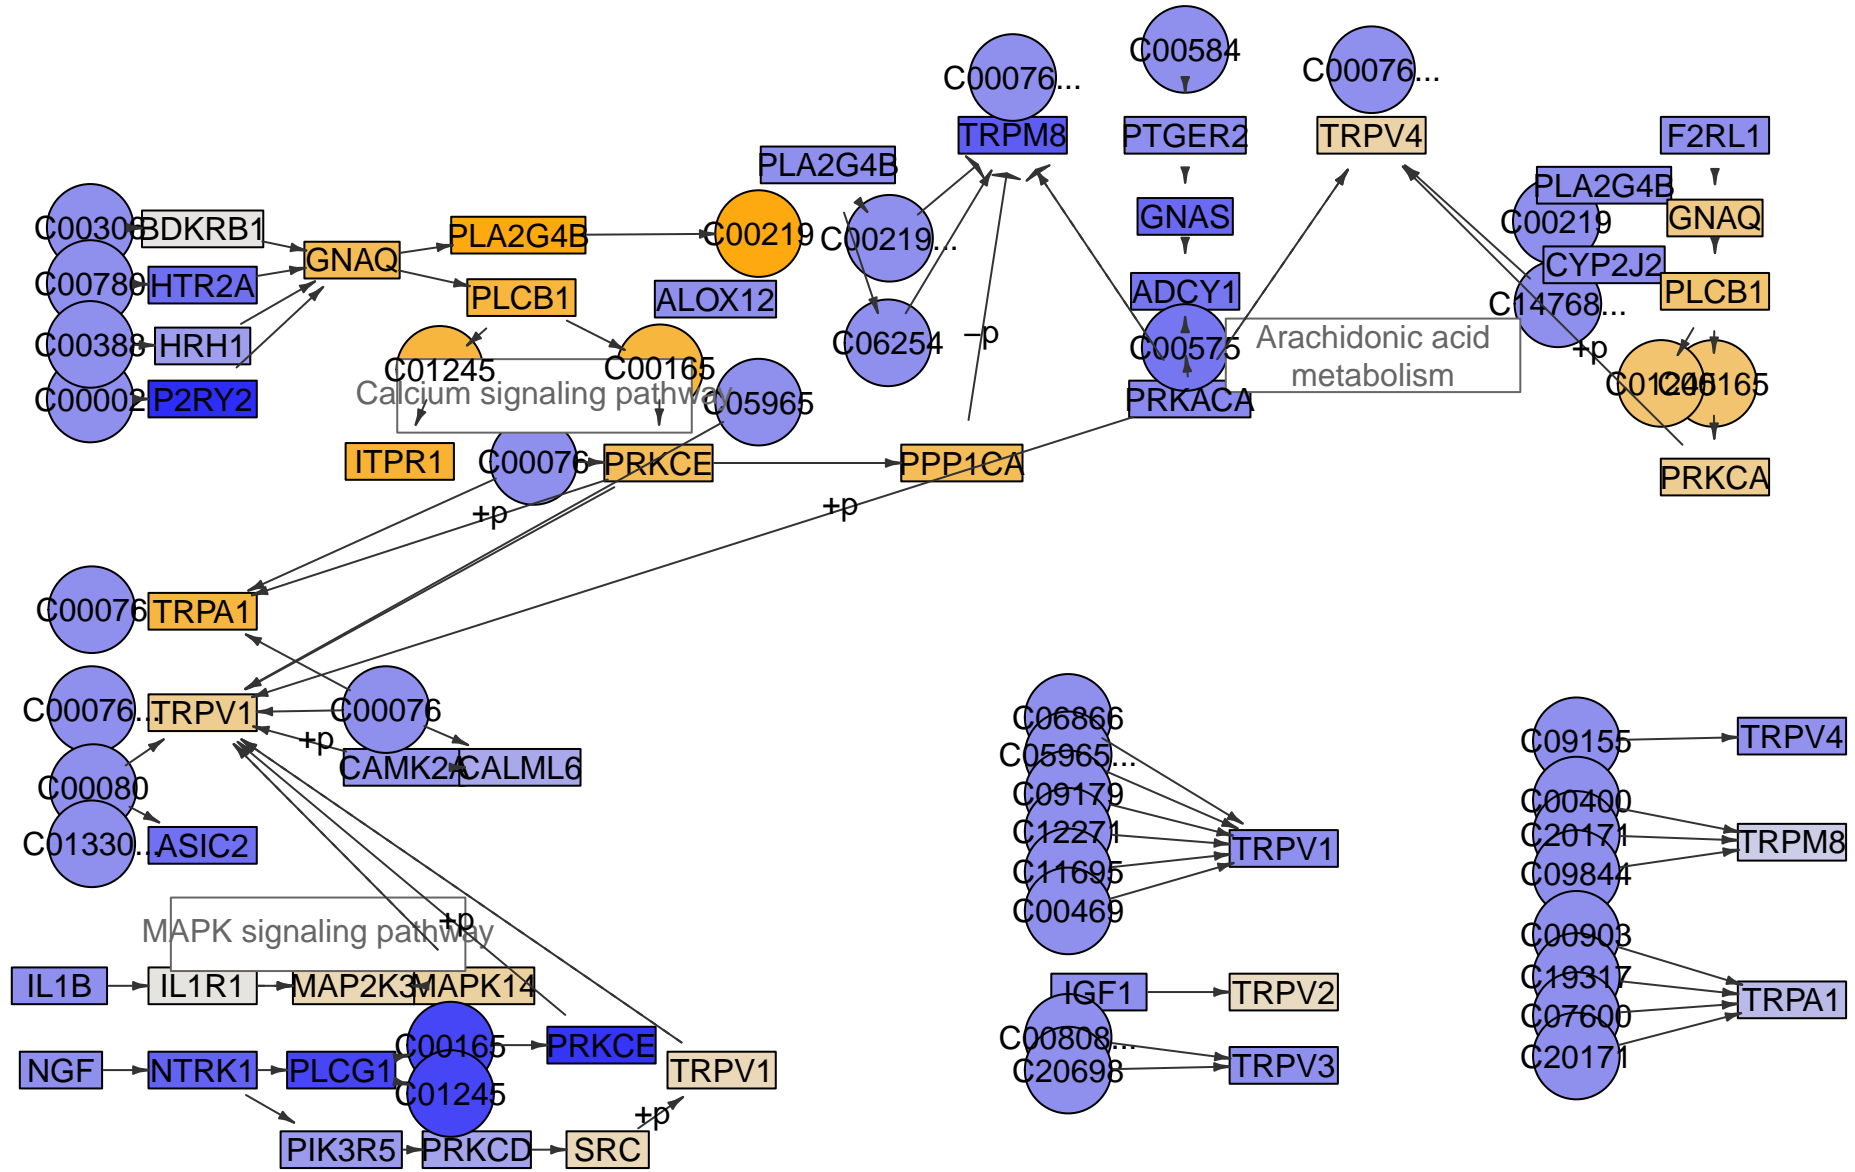 C00584
C00076...
C00076...
TRPM8
PTGER2
TRPV4
F2RL1
PLA2G4B
PLA2G4B
C00219
GNAS
GNAQ
BDKRB1
PLA2G4B
C00219
C00219...
GNAQ
CYP2J2
C00780
HTR2A
PLCB1
ALOX12
ADCY1
PLCB1
C14768...
C00388
HRH1
C06254
–p
C00575
Arachidonic acid
metabolism
+p
C01245
C00165
Calcium signaling pathway
C00002
P2RY2
C05965
PRKACA
ITPR1
C00076
PRKCE
PPP1CA
PRKCA
+p
+p
C00076
TRPA1
C00076...
TRPV1
C00076
+p
CAMK2A
CALML6
C00080
C01330...
ASIC2
C06866
C05965...
C09179
C12271
C11695
C00469
TRPV1
C09155
TRPV4
C00400
C20171
C09844
TRPM8
MAPK signaling pathway
+p
IL1B
IL1R1
MAP2K3
MAPK14
C00903
C19317
C07600
C20171
TRPA1
IGF1
TRPV2
C00808...
C20698
TRPV3
NGF
NTRK1
PLCG1
C00165
C01245
PRKCE
TRPV1
+p
PIK3R5
PRKCD
SRC